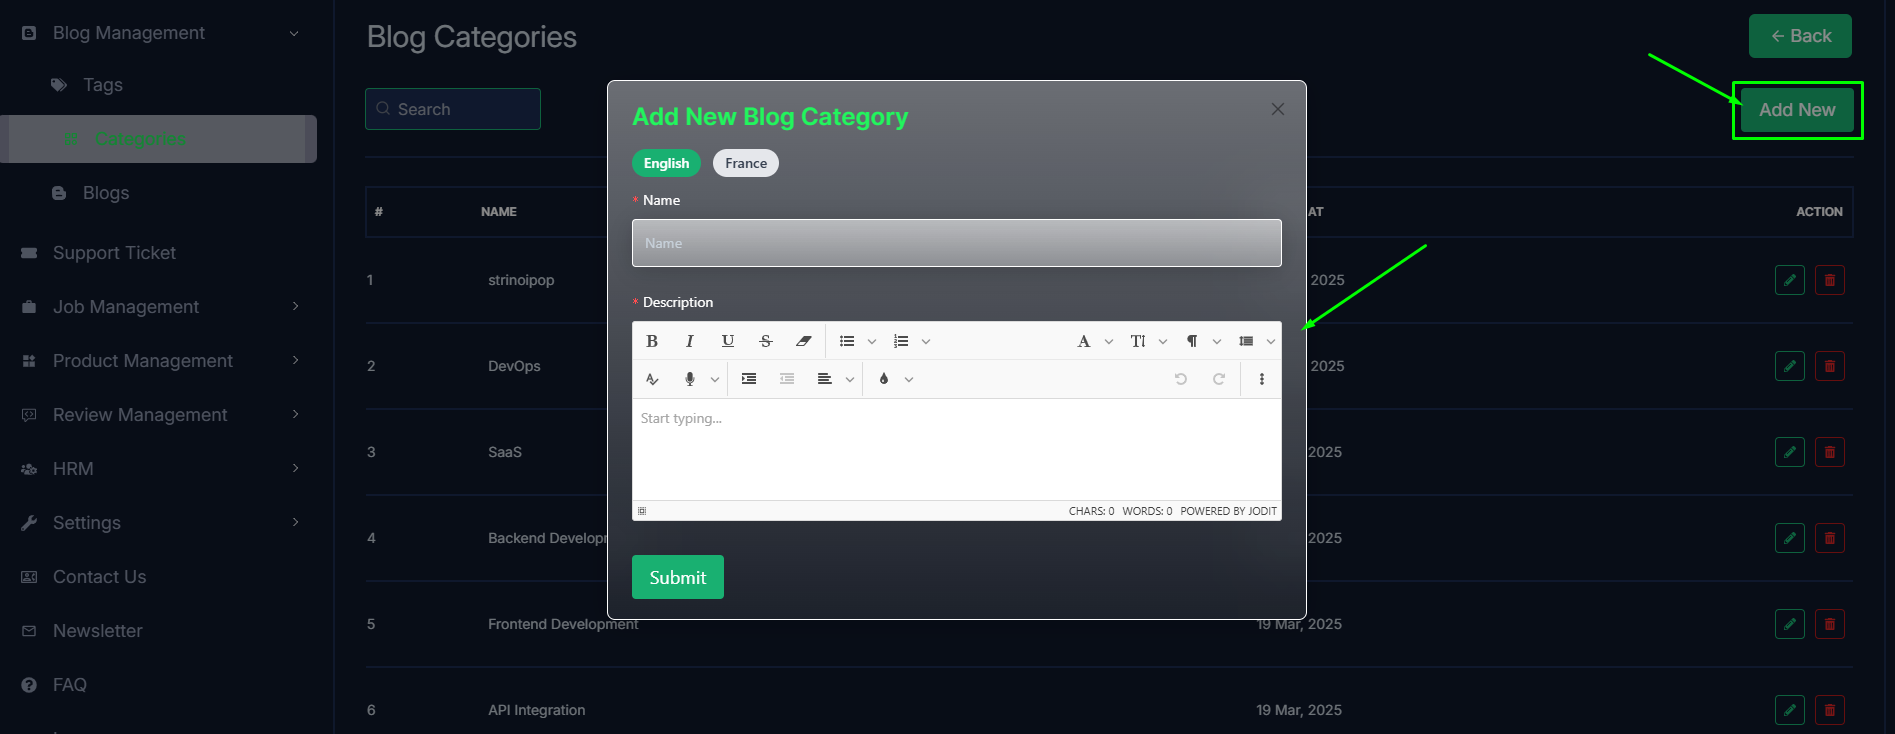 Blog Management
Tags
Categories
Blogs
Support Ticket
Job Management
Product Management
Review Management
HRM
Settings
Contact Us
Newsletter
FAQ
Blog Categories
Back
Search
Add New
# NAME AT ACTION
1 strinoipop 2025
2 DevOps 2025
3 SaaS 2025
4 Backend Develop 2025
5 Frontend Development 19 Mar, 2025
6 API Integration 19 Mar, 2025
Add New Blog Category
English France
* Name
Name
* Description
Start typing...
CHARS: 0 WORDS: 0 POWERED BY JODIT
Submit